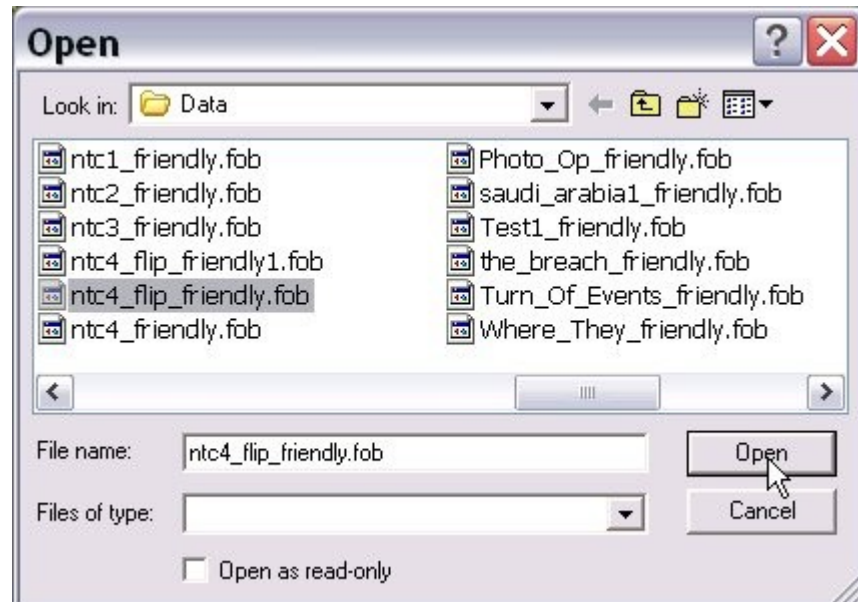 Open
Look in: Data
ntc1_friendly.fob
ntc2_friendly.fob
ntc3_friendly.fob
ntc4_flip_friendly1.fob
ntc4_flip_friendly.fob
ntc4_friendly.fob
Photo_Op_friendly.fob
saudi_arabia1_friendly.fob
Test1_friendly.fob
the_breach_friendly.fob
Turn_Of_Events_friendly.fob
Where_They_friendly.fob
File name: ntc4_flip_friendly.fob
Open
Files of type:
Cancel
Open as read-only